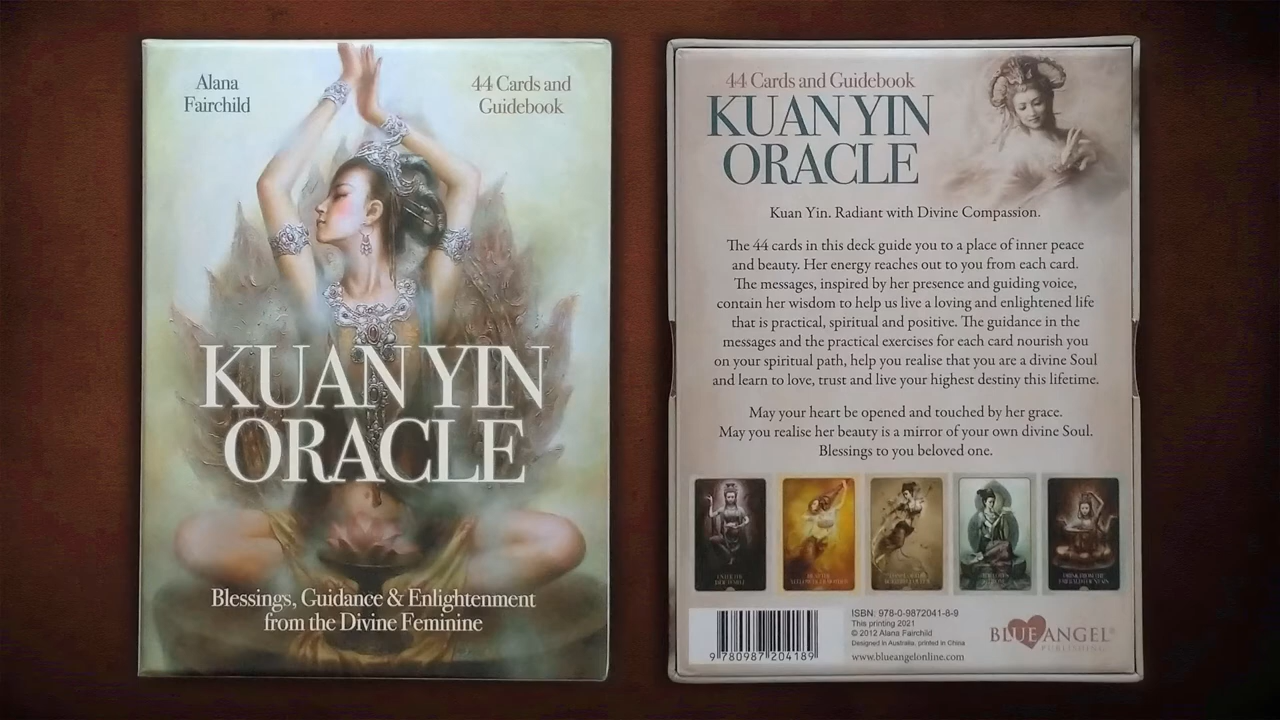 Alana
Fairchild
44 Cards and
Guidebook
KUAN YIN
ORACLE
Blessings, Guidance & Enlightenment
from the Divine Feminine
44 Cards and Guidebook
KUAN YIN
ORACLE
Kuan Yin. Radiant with Divine Compassion.
The 44 cards in this deck guide you to a place of inner peace
and beauty. Her energy reaches out to you from each card.
The messages, inspired by her presence and guiding voice,
contain her wisdom to help us live a loving and enlightened life
that is practical, spiritual and positive. The guidance in the
messages and the practical exercises for each card nourish you
on your spiritual path, help you realise that you are a divine Soul
and learn to love, trust and live your highest destiny this lifetime.
May your heart be opened and touched by her grace.
May you realise her beauty is a mirror of your own divine Soul.
Blessings to you beloved one.
9 780987 204189
ISBN: 978-0-9872041-8-9
This printing 2021
© 2012 Alana Fairchild
Designed in Australia, printed in China
www.blueangelonline.com
BLUE ANGEL®
PUBLISHING